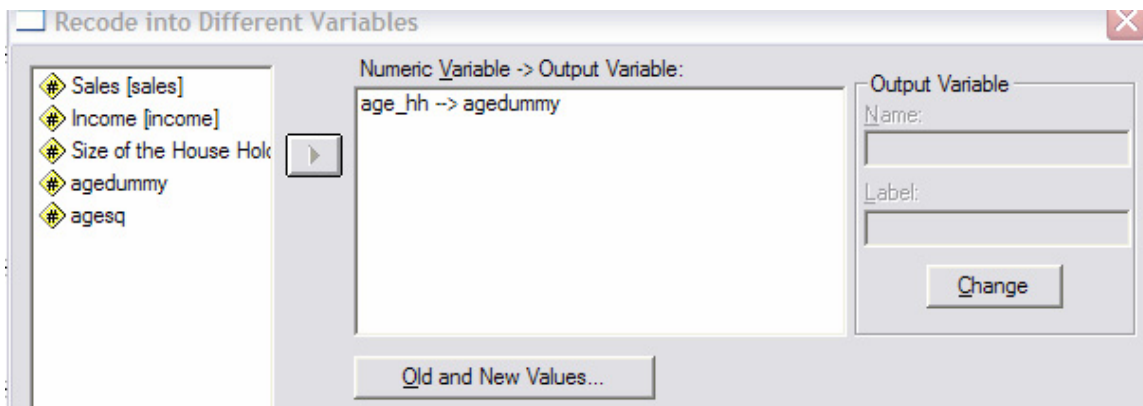 Recode into Different Variables
Sales [sales]
Income [income]
Size of the House Hold
agedummy
agesq
Numeric Variable -> Output Variable:
age_hh --> agedummy
Old and New Values...
Output Variable
Name:
Label:
Change